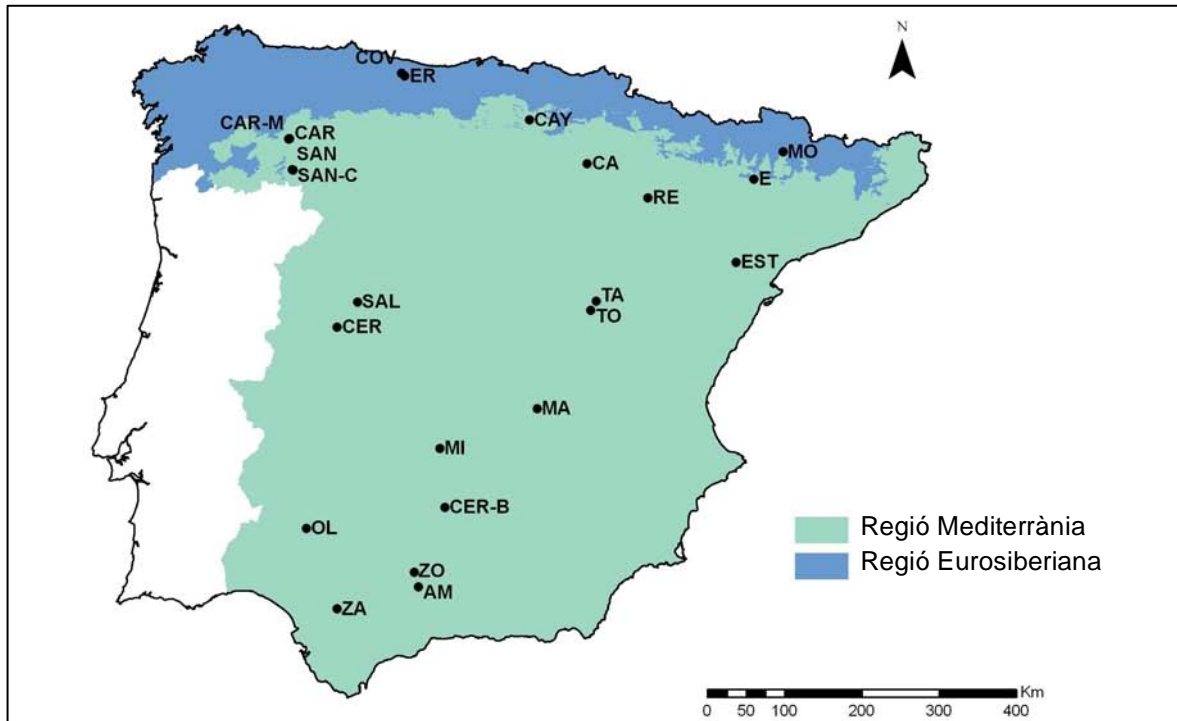 N
COV
ER
CAR-M
CAR
CAY
SAN
MO
CA
SAN-C
E
RE
EST
SAL
TA
TO
CER
MA
MI
CER-B
OL
Regió Mediterrània
Regió Eurosiberiana
ZO
AM
ZA
Km
0 50 100 200 300 400